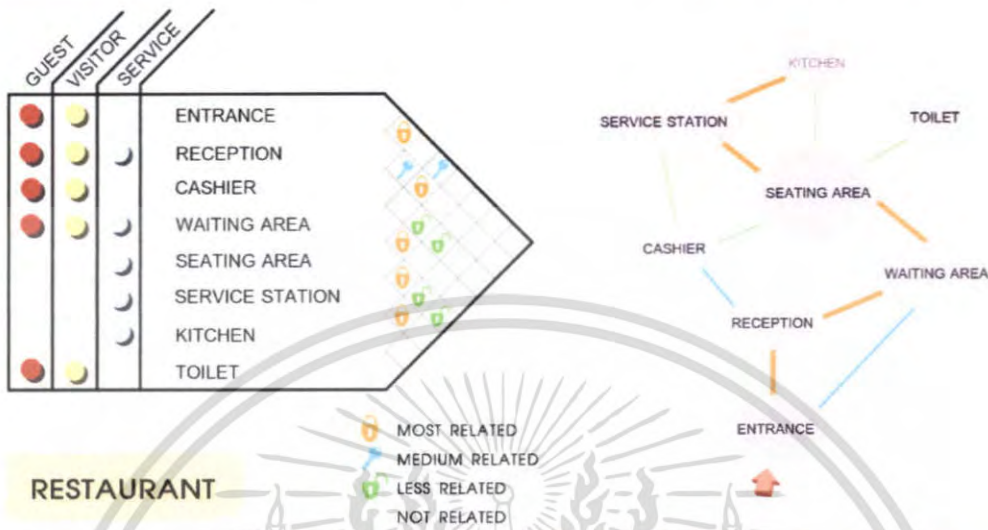 GUEST
VISITOR
SERVICE
ENTRANCE
RECEPTION
CASHIER
WAITING AREA
SEATING AREA
SERVICE STATION
KITCHEN
TOILET
KITCHEN
SERVICE STATION
TOILET
SEATING AREA
CASHIER
WAITING AREA
RECEPTION
ENTRANCE
MOST RELATED
MEDIUM RELATED
LESS RELATED
NOT RELATED
RESTAURANT